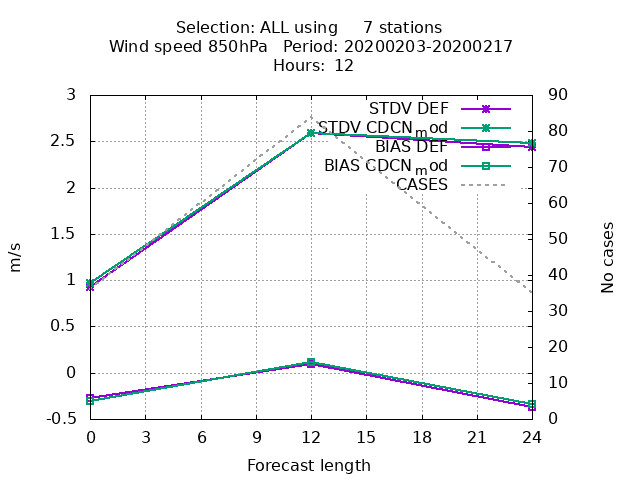 Selection: ALL using 7 stations
Wind speed 850hPa Period: 20200203-20200217
Hours: 12
3
2.5
2
1.5
1
0.5
0
-0.5
90
80
70
60
50
40
30
20
10
0
STDV DEF
STDV CDCNmod
BIAS DEF
BIAS CDCNmod
CASES
m/s
No cases
0 3 6 9 12 15 18 21 24
Forecast length